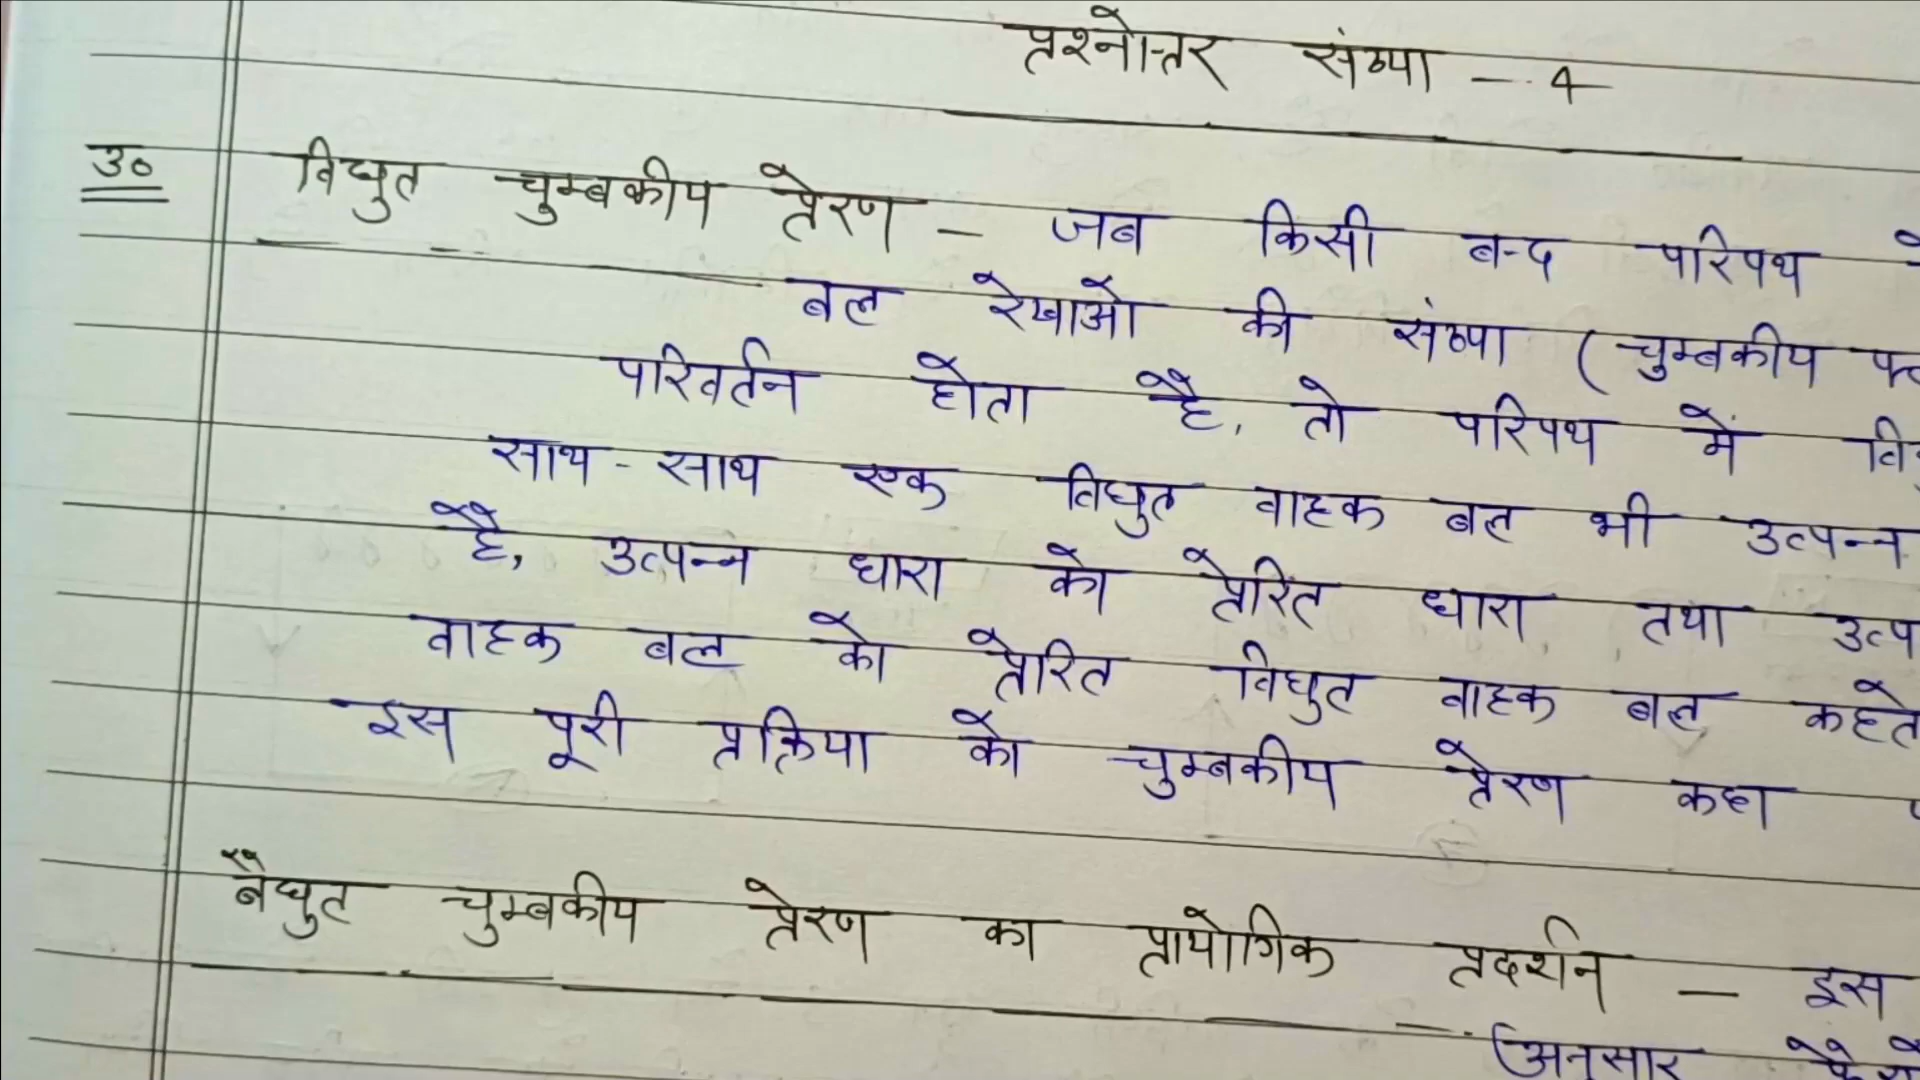 प्रश्नोत्तर संख्या - 4
उ० विद्युत चुम्बकीय प्रेरण - जब किसी बन्द परिपथ
बल रेखाओं की संख्या (चुम्बकीय
परिवर्तन होता है, तो परिपथ में
साथ-साथ एक विद्युत वाहक बल भी उत्पन्न
है, उत्पन्न धारा को प्रेरित धारा तथा
वाहक बल को प्रेरित विद्युत वाहक बल कहते
इस पूरी प्रक्रिया को चुम्बकीय प्रेरण कहा
वैद्युत चुम्बकीय प्रेरण का प्रायोगिक प्रदर्शन - इस
(अनुसार